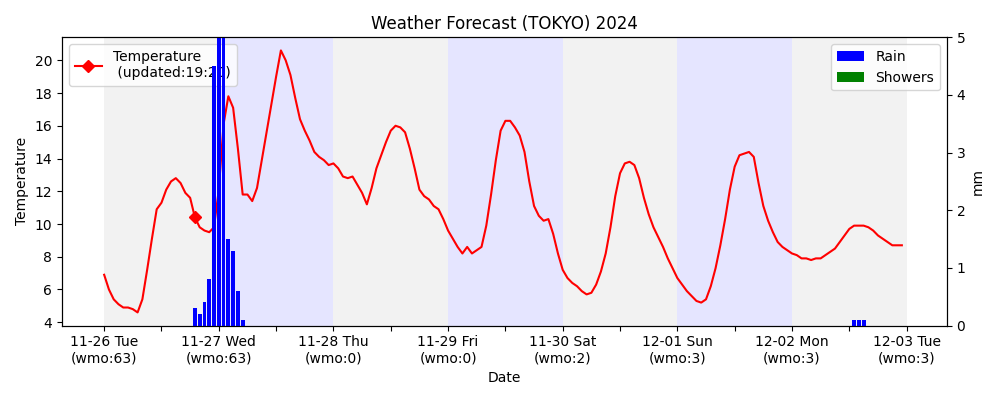 Weather Forecast (TOKYO) 2024
Temperature
(updated:19:20)
Rain
Showers
20
18
16
14
12
10
8
6
4
Temperature
5
4
3
2
1
0
mm
11-26 Tue 11-27 Wed 11-28 Thu 11-29 Fri 11-30 Sat 12-01 Sun 12-02 Mon 12-03 Tue
(wmo:63) (wmo:63) (wmo:0) (wmo:0) (wmo:2) (wmo:3) (wmo:3) (wmo:3)
Date